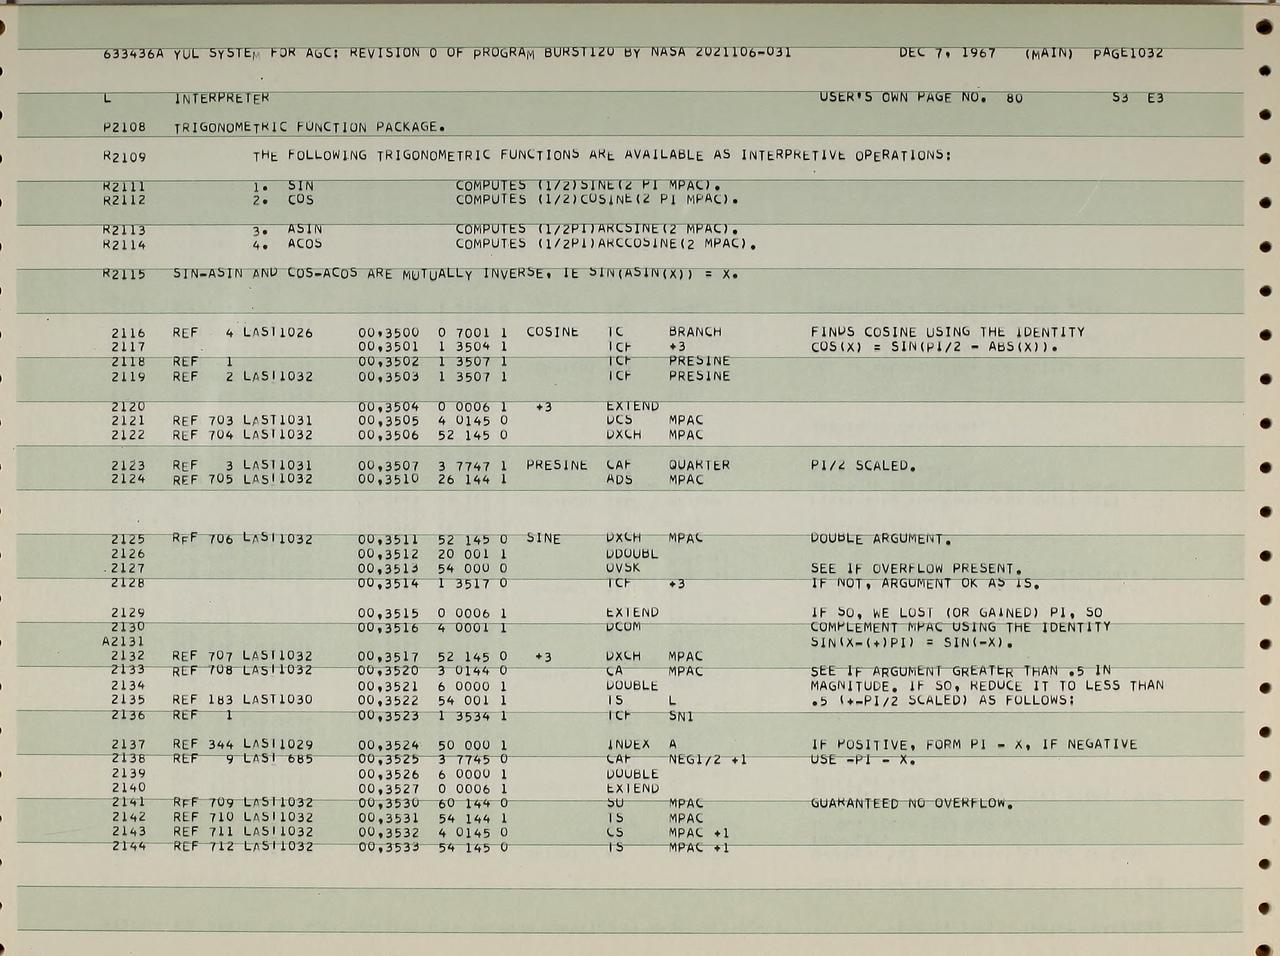 633436A YUL SYSTEM FOR AGC: REVISION 0 OF PROGRAM BURST120 BY NASA 2021106-031 DEC 7, 1967 (MAIN) PAGE1032
L INTERPRETER USER'S OWN PAGE NO. 80 S3 E3
P2108 TRIGONOMETRIC FUNCTION PACKAGE.
R2109 THE FOLLOWING TRIGONOMETRIC FUNCTIONS ARE AVAILABLE AS INTERPRETIVE OPERATIONS:
R2111 1. SIN COMPUTES (1/2)SINE(2 PI MPAC).
R2112 2. COS COMPUTES (1/2)COSINE(2 PI MPAC).
R2113 3. ASIN COMPUTES (1/2PI)ARCSINE(2 MPAC).
R2114 4. ACOS COMPUTES (1/2PI)ARCCOSINE(2 MPAC).
R2115 SIN-ASIN AND COS-ACOS ARE MUTUALLY INVERSE, IE SIN(ASIN(X)) = X.
2116 REF 4 LAST1026 00,3500 0 7001 1 COSINE TC BRANCH FINDS COSINE USING THE IDENTITY
2117 00,3501 1 3504 1 TCF +3 COS(X) = SIN(PI/2 - ABS(X)).
2118 REF 1 00,3502 1 3507 1 TCF PRESINE
2119 REF 2 LAST1032 00,3503 1 3507 1 TCF PRESINE
2120 00,3504 0 0006 1 +3 EXTEND
2121 REF 703 LAST1031 00,3505 4 0145 0 DCS MPAC
2122 REF 704 LAST1032 00,3506 52 145 0 DXCH MPAC
2123 REF 3 LAST1031 00,3507 3 7747 1 PRESINE CAF QUARTER PI/2 SCALED.
2124 REF 705 LAST1032 00,3510 26 144 1 ADS MPAC
2125 REF 706 LAST1032 00,3511 52 145 0 SINE DXCH MPAC DOUBLE ARGUMENT.
2126 00,3512 20 001 1 DDOUBL
2127 00,3513 54 000 0 OVSK SEE IF OVERFLOW PRESENT.
2128 00,3514 1 3517 0 TCF +3 IF NOT, ARGUMENT OK AS IS.
2129 00,3515 0 0006 1 EXTEND IF SO, WE LOST (OR GAINED) PI, SO
2130 00,3516 4 0001 1 DCOM COMPLEMENT MPAC USING THE IDENTITY
A2131 SIN(X-(+)PI) = SIN(-X).
2132 REF 707 LAST1032 00,3517 52 145 0 +3 DXCH MPAC
2133 REF 708 LAST1032 00,3520 3 0144 0 CA MPAC SEE IF ARGUMENT GREATER THAN .5 IN
2134 00,3521 6 0000 1 DOUBLE MAGNITUDE. IF SO, REDUCE IT TO LESS THAN
2135 REF 183 LAST1030 00,3522 54 001 1 TS L .5 (+-PI/2 SCALED) AS FOLLOWS:
2136 REF 1 00,3523 1 3534 1 TCF SN1
2137 REF 344 LAST1029 00,3524 50 000 1 INDEX A IF POSITIVE, FORM PI - X, IF NEGATIVE
2138 REF 9 LAST 685 00,3525 3 7745 0 CAF NEG1/2 +1 USE -PI - X.
2139 00,3526 6 0000 1 DOUBLE
2140 00,3527 0 0006 1 EXTEND
2141 REF 709 LAST1032 00,3530 60 144 0 SU MPAC GUARANTEED NO OVERFLOW.
2142 REF 710 LAST1032 00,3531 54 144 1 TS MPAC
2143 REF 711 LAST1032 00,3532 4 0145 0 CS MPAC +1
2144 REF 712 LAST1032 00,3533 54 145 0 TS MPAC +1